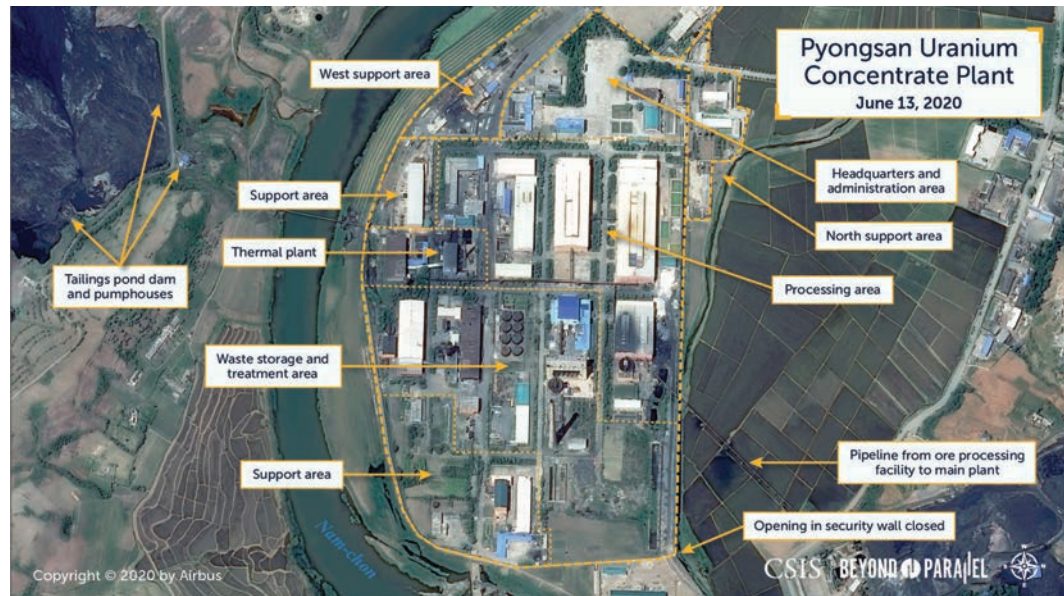 Pyongsan Uranium
Concentrate Plant
June 13, 2020
West support area
Support area
Thermal plant
Tailings pond dam
and pumphouses
Headquarters and
administration area
North support area
Processing area
Waste storage and
treatment area
Support area
Pipeline from ore processing
facility to main plant
Opening in security wall closed
Nam-chon
Copyright © 2020 by Airbus
CSIS BEYOND PARALLEL